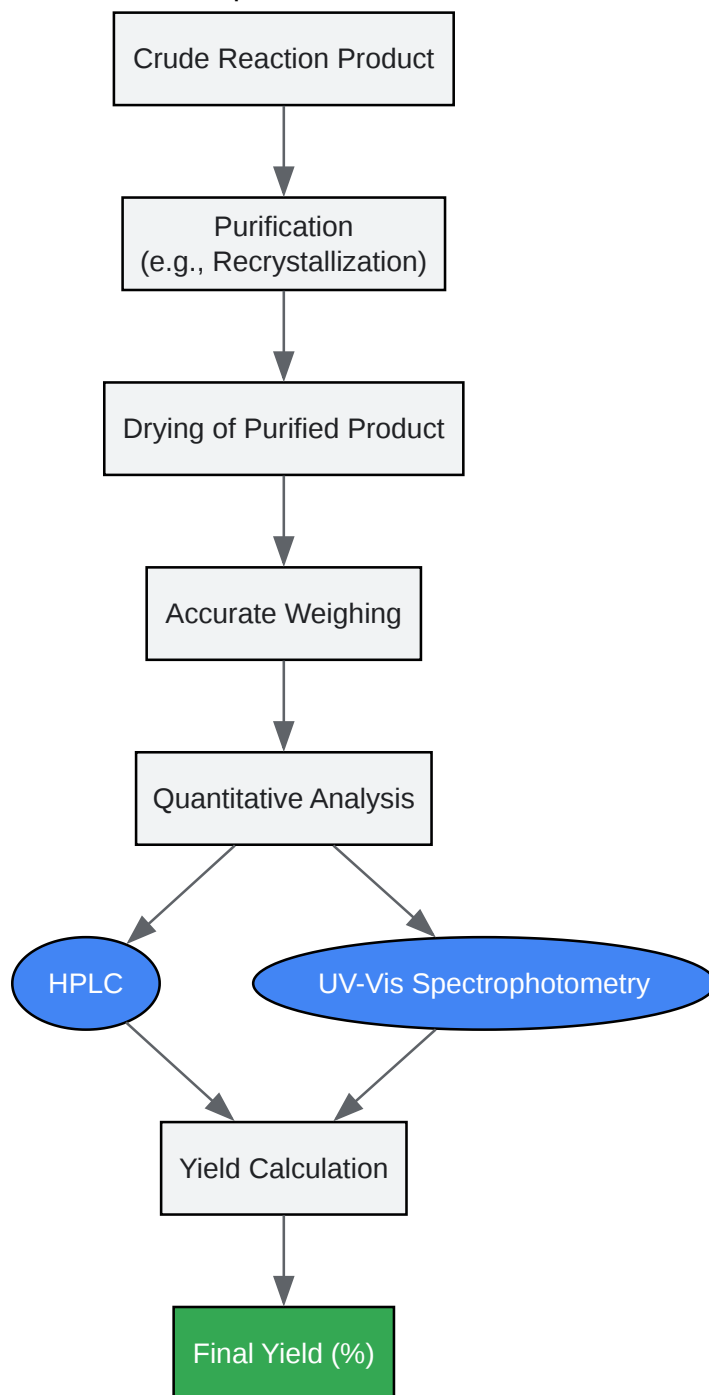 Crude Reaction Product
Purification
(e.g., Recrystallization)
Drying of Purified Product
Accurate Weighing
Quantitative Analysis
HPLC
UV-Vis Spectrophotometry
Yield Calculation
Final Yield (%)